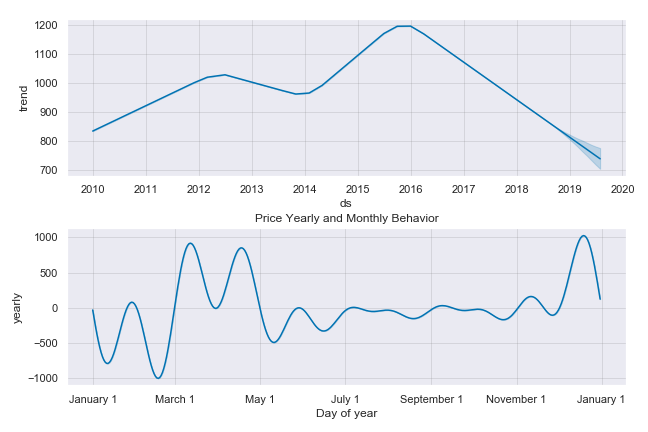 1200
1100
1000
900
800
700
trend
2010 2011 2012 2013 2014 2015 2016 2017 2018 2019 2020
ds
Price Yearly and Monthly Behavior
1000
500
0
−500
−1000
yearly
January 1 March 1 May 1 July 1 September 1 November 1 January 1
Day of year